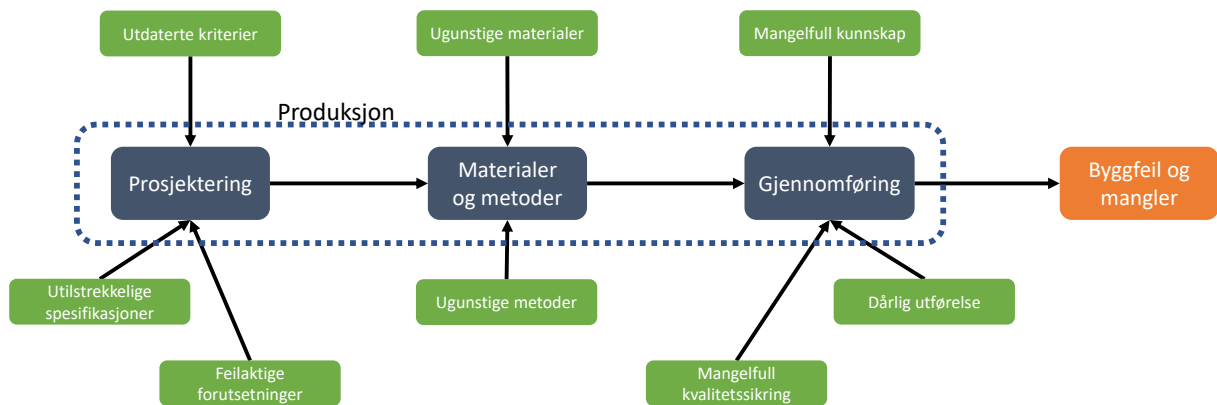 Utdaterte kriterier
Ugunstige materialer
Mangelfull kunnskap
Produksjon
Prosjektering
Materialer
og metoder
Gjennomføring
Byggfeil og
mangler
Utilstrekkelige
spesifikasjoner
Ugunstige metoder
Dårlig utførelse
Feilaktige
forutsetninger
Mangelfull
kvalitetssikring